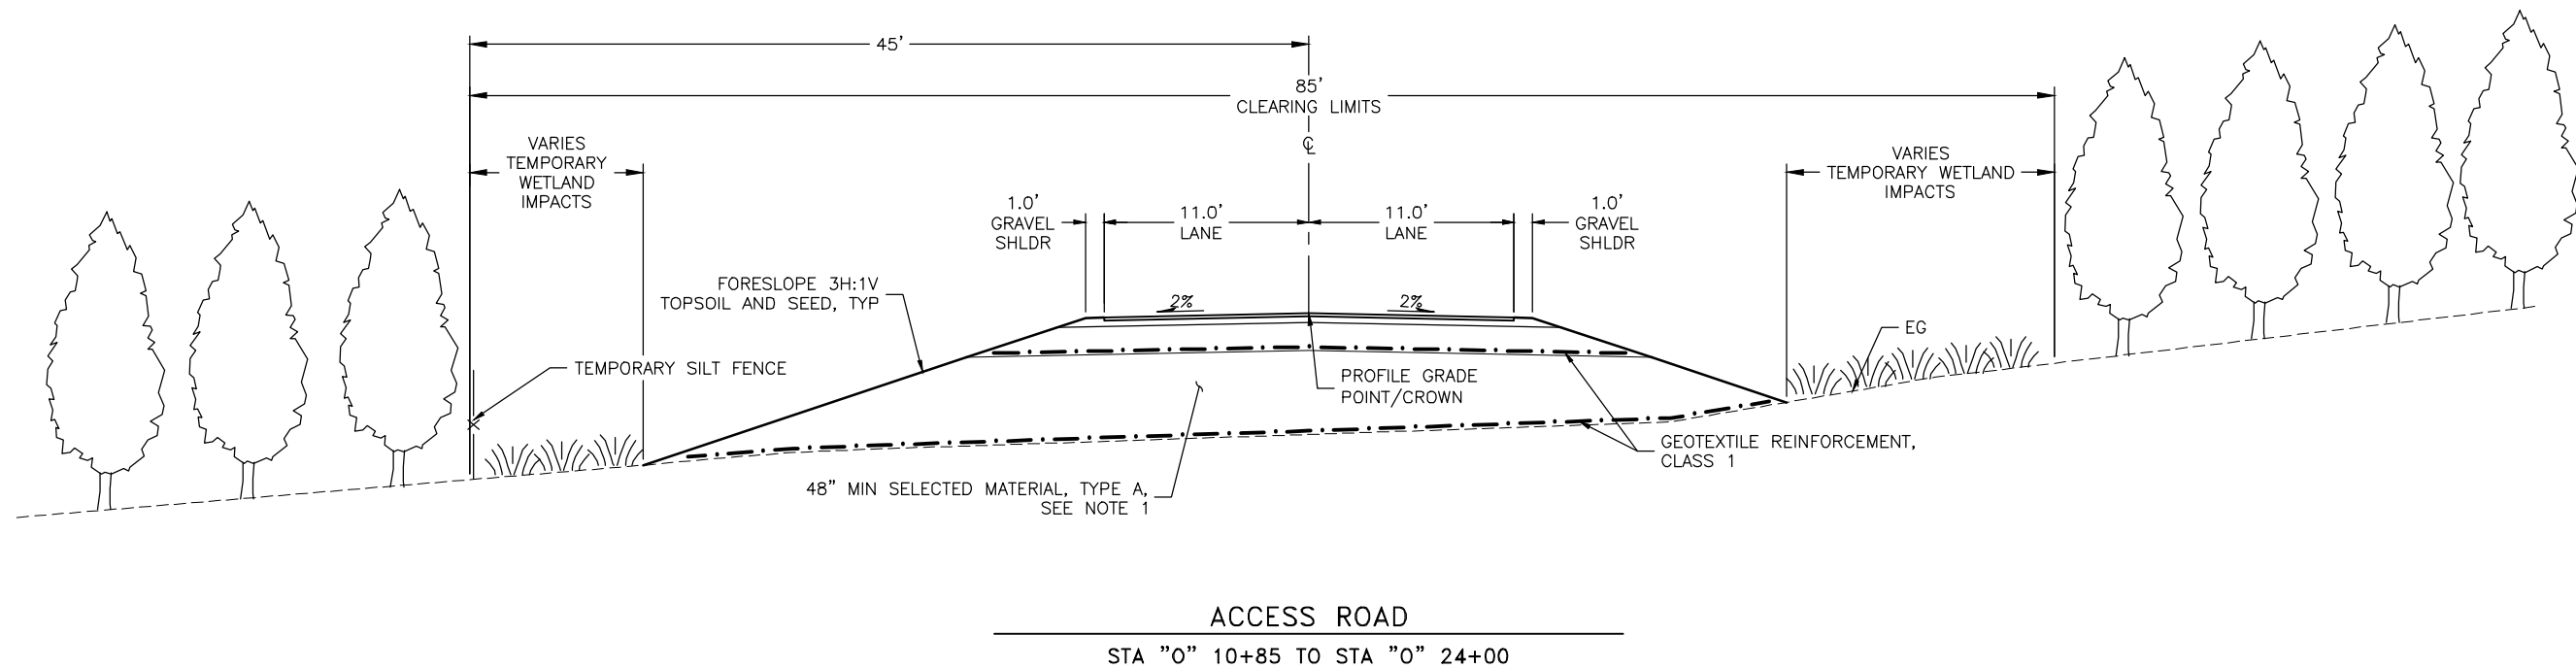 45'
85'
CLEARING LIMITS
℄
VARIES
TEMPORARY
WETLAND
IMPACTS
VARIES
TEMPORARY WETLAND
IMPACTS
1.0'
GRAVEL
SHLDR
11.0'
LANE
11.0'
LANE
1.0'
GRAVEL
SHLDR
FORESLOPE 3H:1V
TOPSOIL AND SEED, TYP
2%
2%
EG
TEMPORARY SILT FENCE
PROFILE GRADE
POINT/CROWN
GEOTEXTILE REINFORCEMENT,
CLASS 1
48" MIN SELECTED MATERIAL, TYPE A,
SEE NOTE 1
ACCESS ROAD
STA "O" 10+85 TO STA "O" 24+00